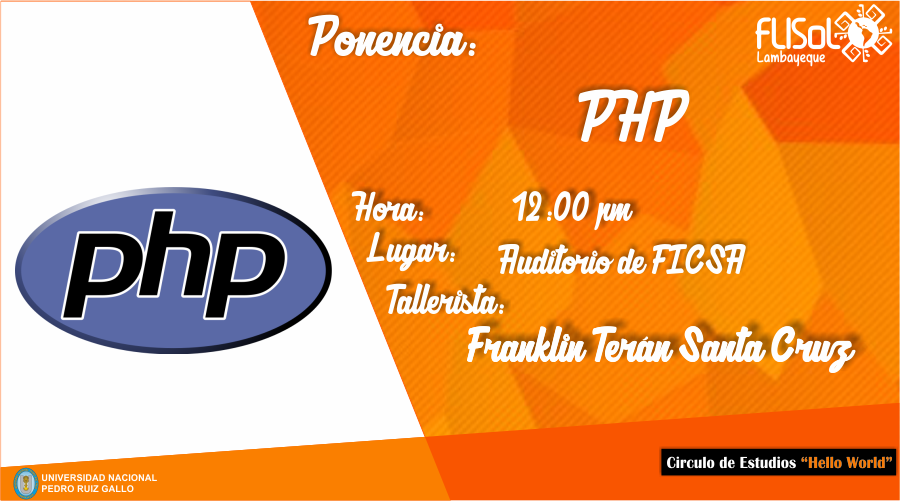 Ponencia:
FLISoL
Lambayeque
PHP
php
Hora: 12:00 pm
Lugar: Auditorio de FICSA
Tallerista:
Franklin Terán Santa Cruz
Circulo de Estudios “Hello World”
UNIVERSIDAD NACIONAL
PEDRO RUIZ GALLO